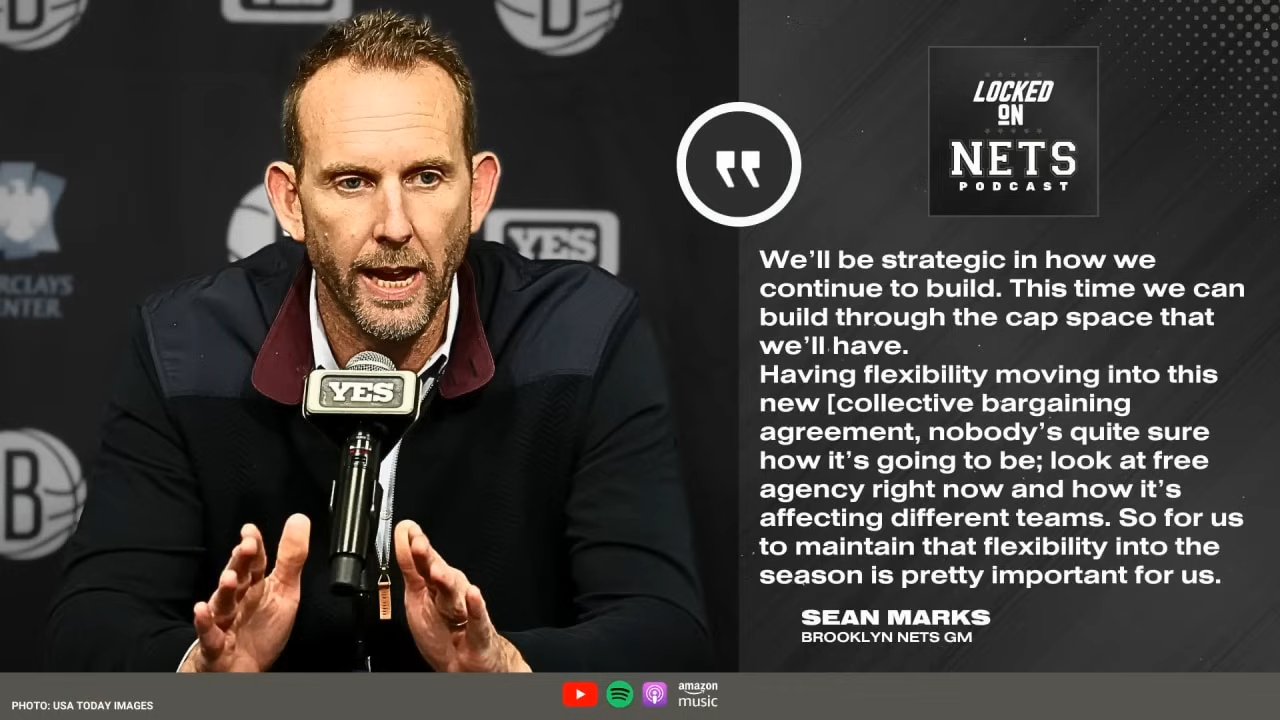 LOCKED
ON
NETS
PODCAST
We'll be strategic in how we
continue to build. This time we can
build through the cap space that
we'll have.
Having flexibility moving into this
new [collective bargaining
agreement, nobody's quite sure
how it's going to be; look at free
agency right now and how it's
affecting different teams. So for us
to maintain that flexibility into the
season is pretty important for us.
SEAN MARKS
BROOKLYN NETS GM
YES
YES
B
RCLAYS
ENTER
PHOTO: USA TODAY IMAGES
amazon
music